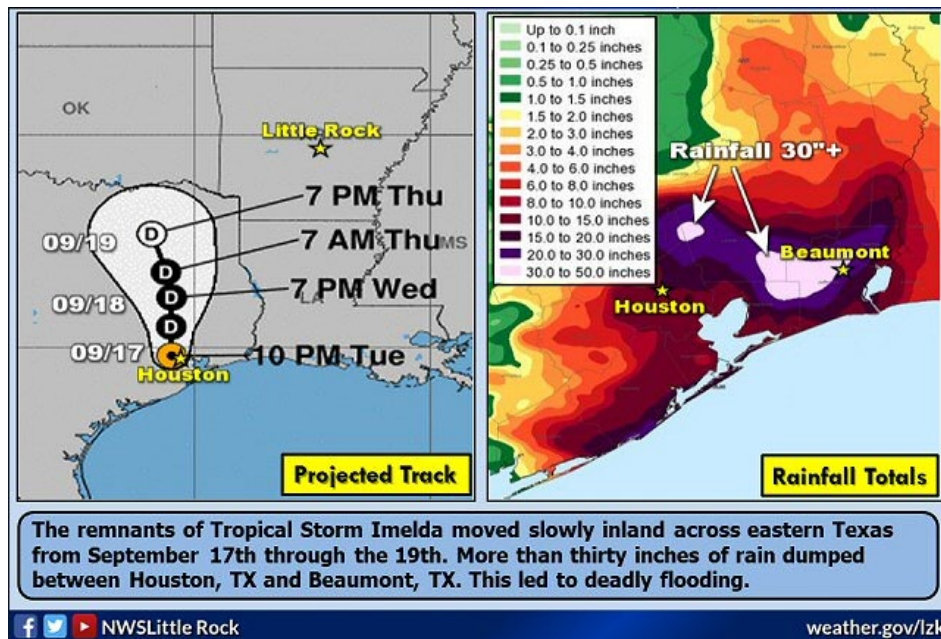 OK
Little Rock
7 PM Thu
09/19
7 AM Thu
MS
7 PM Wed
LA
09/18
09/17
10 PM Tue
Houston
D
D
D
D
Projected Track
Up to 0.1 inch
0.1 to 0.25 inches
0.25 to 0.5 inches
0.5 to 1.0 inches
1.0 to 1.5 inches
1.5 to 2.0 inches
2.0 to 3.0 inches
3.0 to 4.0 inches
4.0 to 6.0 inches
6.0 to 8.0 inches
8.0 to 10.0 inches
10.0 to 15.0 inches
15.0 to 20.0 inches
20.0 to 30.0 inches
30.0 to 50.0 inches
Rainfall 30"+
Beaumont
Houston
Rainfall Totals
The remnants of Tropical Storm Imelda moved slowly inland across eastern Texas
from September 17th through the 19th. More than thirty inches of rain dumped
between Houston, TX and Beaumont, TX. This led to deadly flooding.
NWSLittle Rock
weather.gov/lzk